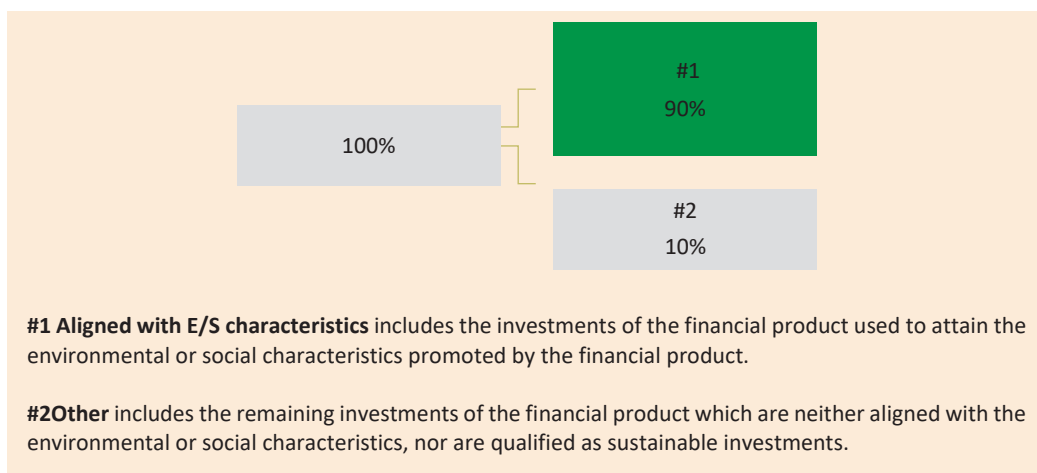 #1
90%
100%
#2
10%
#1 Aligned with E/S characteristics includes the investments of the financial product used to attain the
environmental or social characteristics promoted by the financial product.
#2Other includes the remaining investments of the financial product which are neither aligned with the
environmental or social characteristics, nor are qualified as sustainable investments.